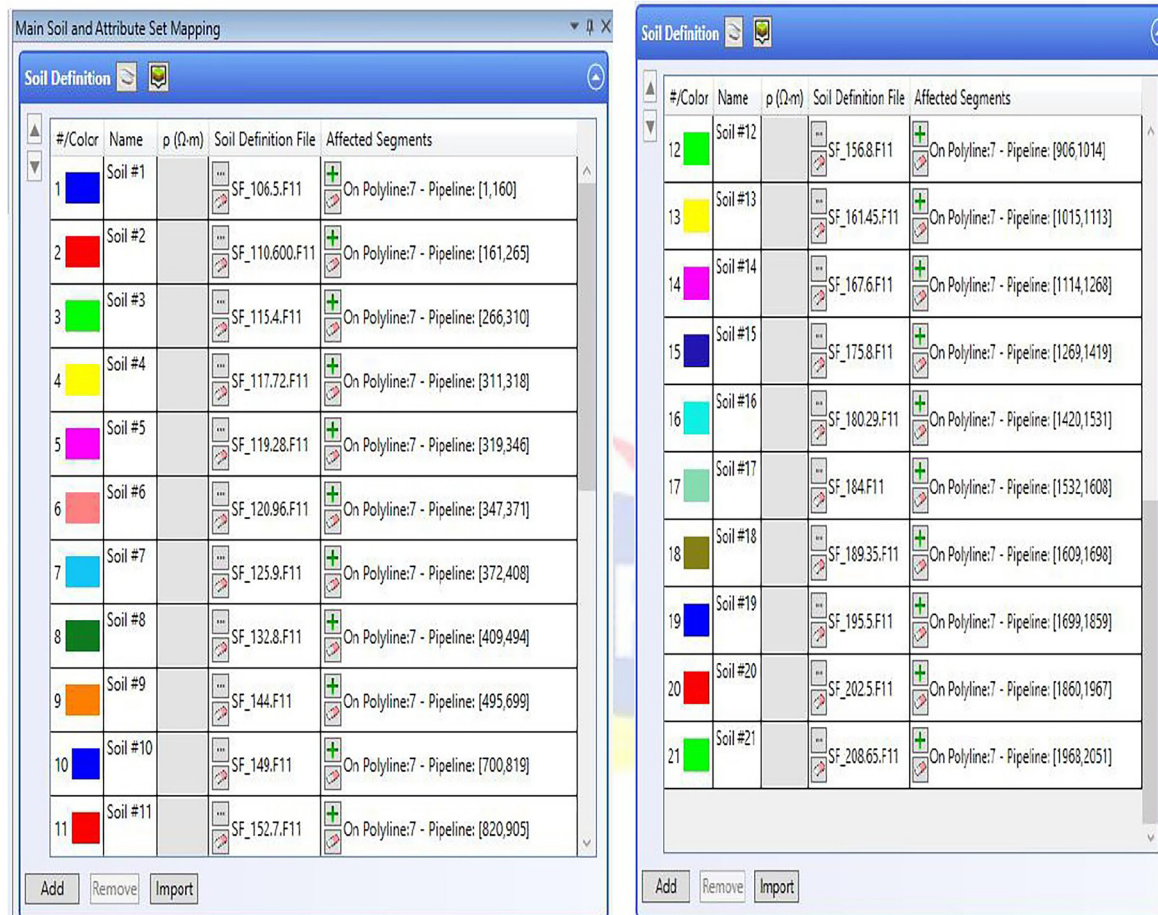 Main Soil and Attribute Set Mapping
Soil Definition
#/Color Name ρ (Ω·m) Soil Definition File Affected Segments
1 Soil #1 SF_106.5.F11 On Polyline:7 - Pipeline: [1,160]
2 Soil #2 SF_110.600.F11 On Polyline:7 - Pipeline: [161,265]
3 Soil #3 SF_115.4.F11 On Polyline:7 - Pipeline: [266,310]
4 Soil #4 SF_117.72.F11 On Polyline:7 - Pipeline: [311,318]
5 Soil #5 SF_119.28.F11 On Polyline:7 - Pipeline: [319,346]
6 Soil #6 SF_120.96.F11 On Polyline:7 - Pipeline: [347,371]
7 Soil #7 SF_125.9.F11 On Polyline:7 - Pipeline: [372,408]
8 Soil #8 SF_132.8.F11 On Polyline:7 - Pipeline: [409,494]
9 Soil #9 SF_144.F11 On Polyline:7 - Pipeline: [495,699]
10 Soil #10 SF_149.F11 On Polyline:7 - Pipeline: [700,819]
11 Soil #11 SF_152.7.F11 On Polyline:7 - Pipeline: [820,905]
Add Remove Import
Soil Definition
#/Color Name ρ (Ω·m) Soil Definition File Affected Segments
12 Soil #12 SF_156.8.F11 On Polyline:7 - Pipeline: [906,1014]
13 Soil #13 SF_161.45.F11 On Polyline:7 - Pipeline: [1015,1113]
14 Soil #14 SF_167.6.F11 On Polyline:7 - Pipeline: [1114,1268]
15 Soil #15 SF_175.8.F11 On Polyline:7 - Pipeline: [1269,1419]
16 Soil #16 SF_180.29.F11 On Polyline:7 - Pipeline: [1420,1531]
17 Soil #17 SF_184.F11 On Polyline:7 - Pipeline: [1532,1608]
18 Soil #18 SF_189.35.F11 On Polyline:7 - Pipeline: [1609,1698]
19 Soil #19 SF_195.5.F11 On Polyline:7 - Pipeline: [1699,1859]
20 Soil #20 SF_202.5.F11 On Polyline:7 - Pipeline: [1860,1967]
21 Soil #21 SF_208.65.F11 On Polyline:7 - Pipeline: [1968,2051]
Add Remove Import